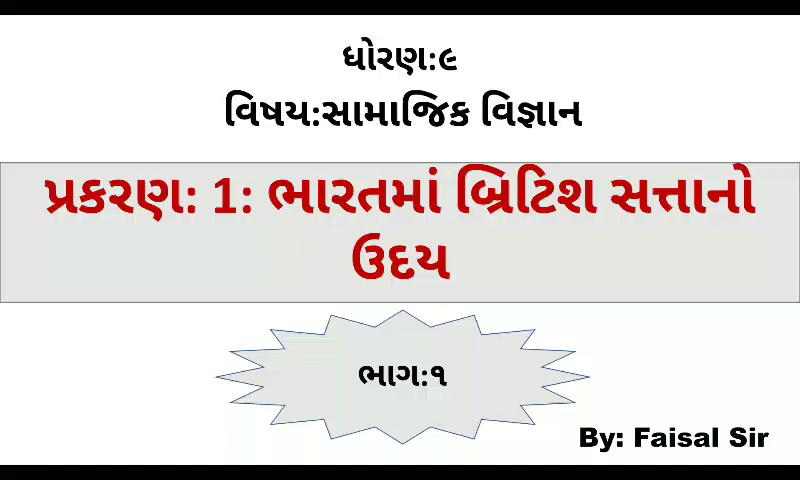 ધોરણ:૯
વિષય:સામાજિક વિજ્ઞાન
પ્રકરણ: 1: ભારતમાં બ્રિટિશ સત્તાનો
ઉદય
ભાગ:૧
By: Faisal Sir